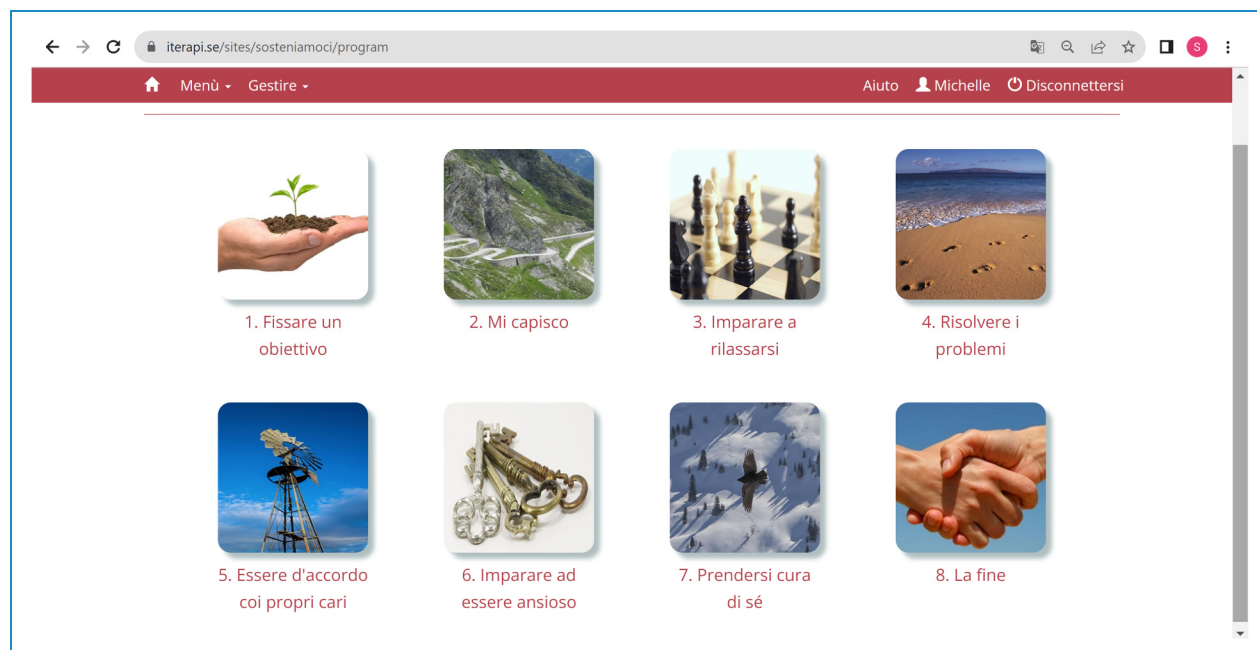 iterapi.se/sites/sosteniamoci/program
S
Menù
Gestire
Aiuto
Michelle
Disconnettersi
1. Fissare un
obiettivo
2. Mi capisco
3. Imparare a
rilassarsi
4. Risolvere i
problemi
5. Essere d'accordo
coi propri cari
6. Imparare ad
essere ansioso
7. Prendersi cura
di sé
8. La fine